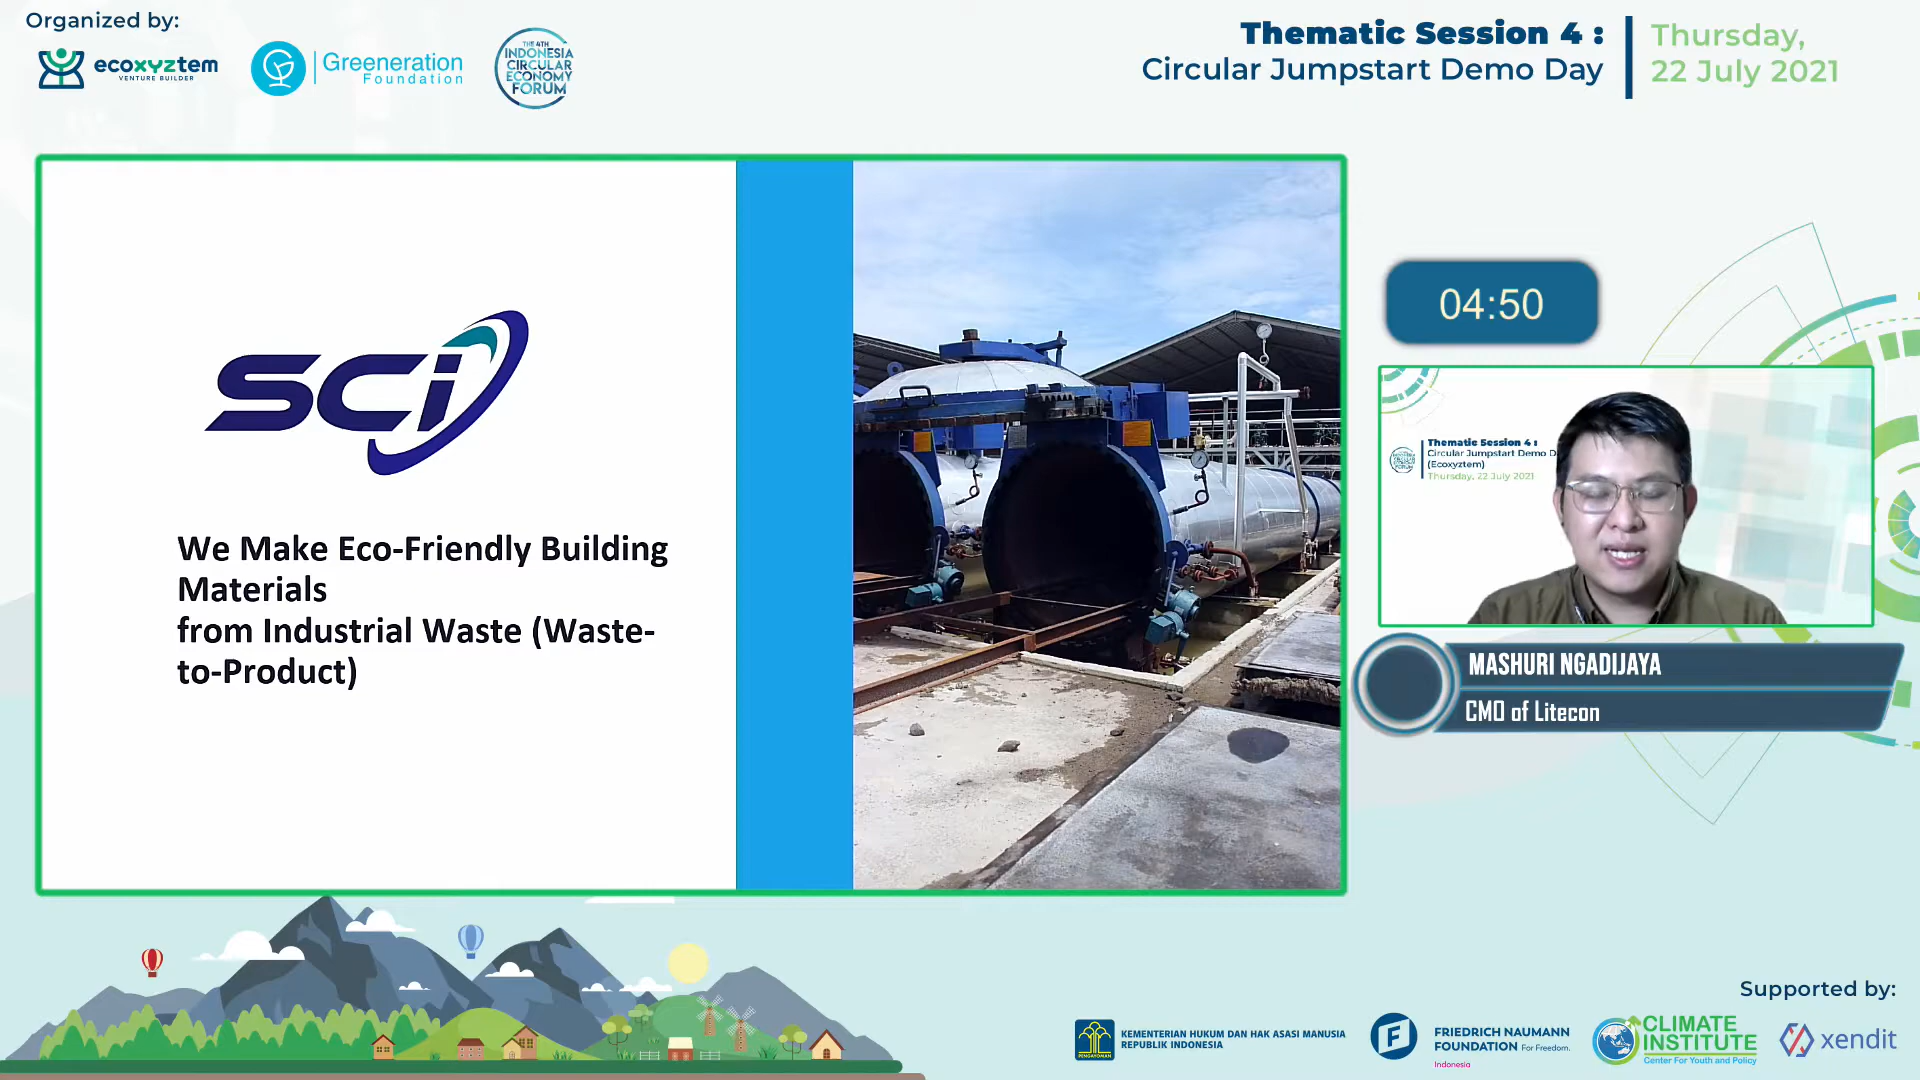 Organized by:
ecoxyztem
VENTURE BUILDER
Greeneration
Foundation
THE 4TH
INDONESIA
CIRCULAR
ECONOMY
FORUM
Thematic Session 4 :
Circular Jumpstart Demo Day
Thursday,
22 July 2021
SCi
We Make Eco-Friendly Building
Materials
from Industrial Waste (Waste-
to-Product)
04:50
Thematic Session 4 :
Circular Jumpstart Demo D
(Ecoxyztem)
Thursday, 22 July 2021
MASHURI NGADIJAYA
CMO of Litecon
Supported by:
PENGAYOMAN
KEMENTERIAN HUKUM DAN HAK ASASI MANUSIA
REPUBLIK INDONESIA
F
FRIEDRICH NAUMANN
FOUNDATION For Freedom.
Indonesia
CLIMATE
INSTITUTE
Center For Youth and Policy
xendit